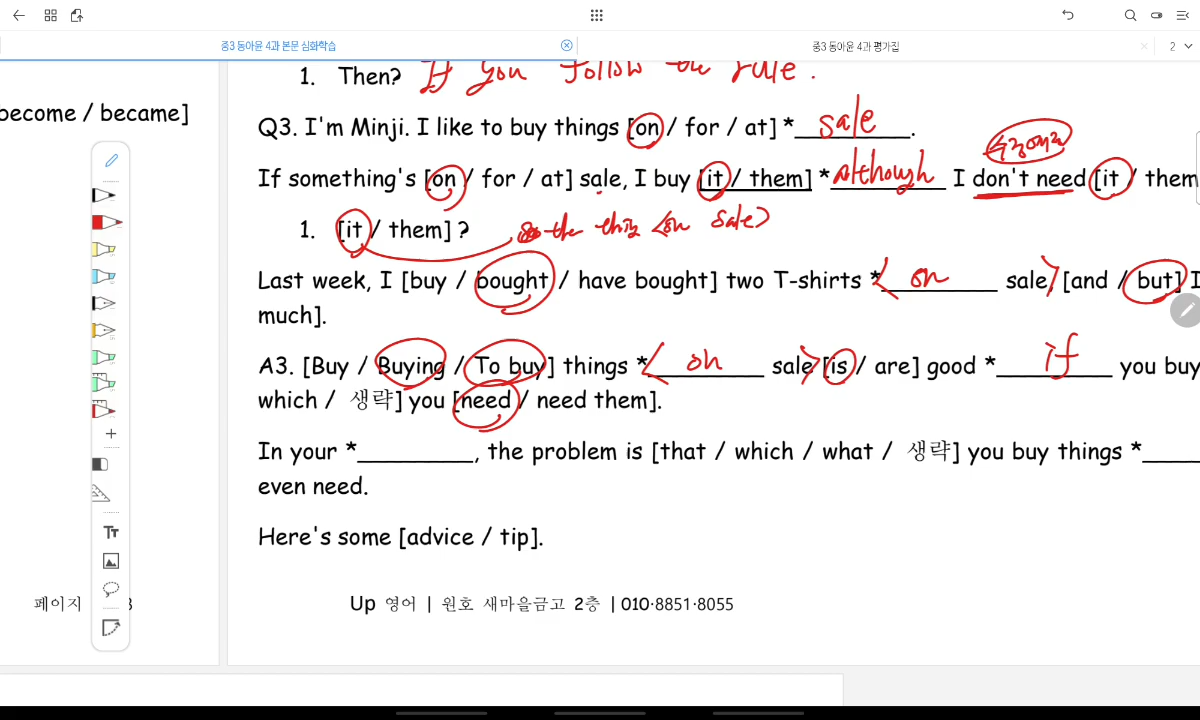 중3 동아윤 4과 본문 심화학습
중3 동아윤 4과 평가집
2
become / became]
1. Then? If you follow the rule.
Q3. I'm Minji. I like to buy things [on / for / at] * sale.
수정여부
If something's [on / for / at] sale, I buy [it / them] * although I don't need [it / them
1. [it / them] ? the thing <on sale>
Last week, I [buy / bought / have bought] two T-shirts *< on sale> [and / but] I
much].
A3. [Buy / Buying / To buy] things *< on sale> [is / are] good * if you buy
which / 생략] you [need / need them].
In your *_________, the problem is [that / which / what / 생략] you buy things *____
even need.
Here's some [advice / tip].
페이지 3
Up 영어 | 원호 새마을금고 2층 | 010·8851·8055